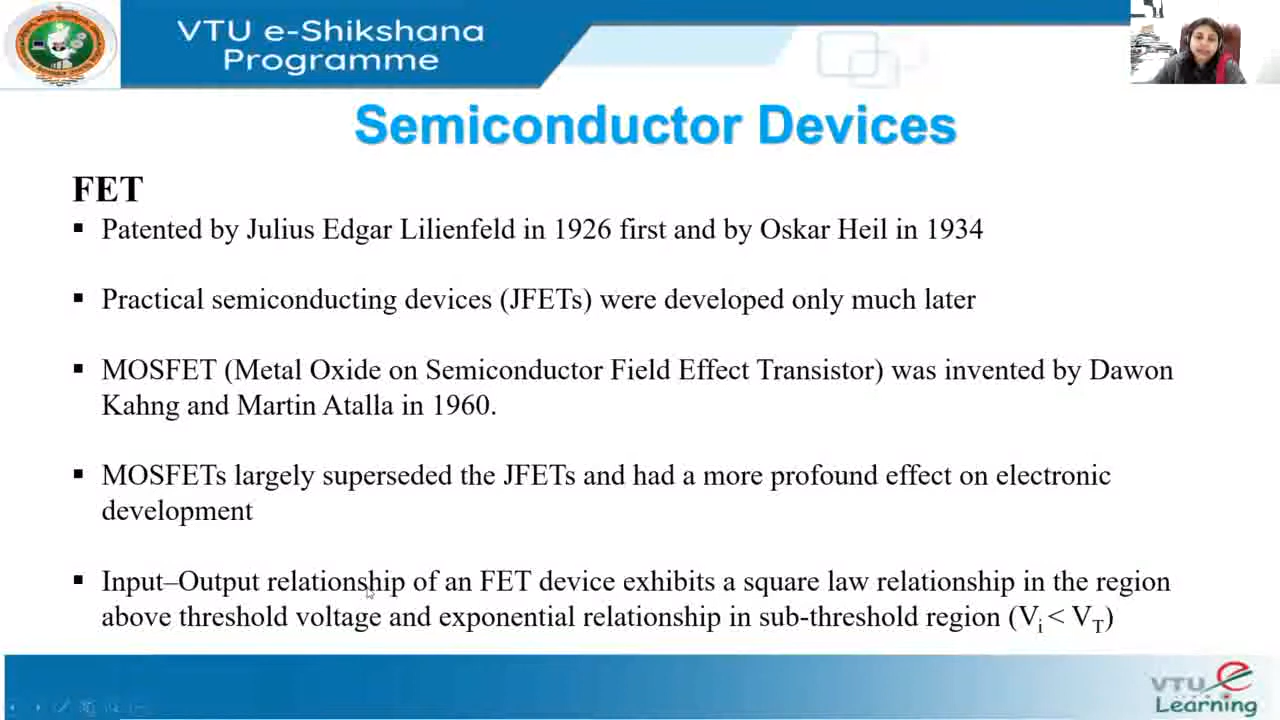 VTU e-Shikshana
Programme
Semiconductor Devices
FET
▪ Patented by Julius Edgar Lilienfeld in 1926 first and by Oskar Heil in 1934
▪ Practical semiconducting devices (JFETs) were developed only much later
▪ MOSFET (Metal Oxide on Semiconductor Field Effect Transistor) was invented by Dawon
Kahng and Martin Atalla in 1960.
▪ MOSFETs largely superseded the JFETs and had a more profound effect on electronic
development
▪ Input–Output relationship of an FET device exhibits a square law relationship in the region
above threshold voltage and exponential relationship in sub-threshold region (Vi < VT)
VTU e
Learning